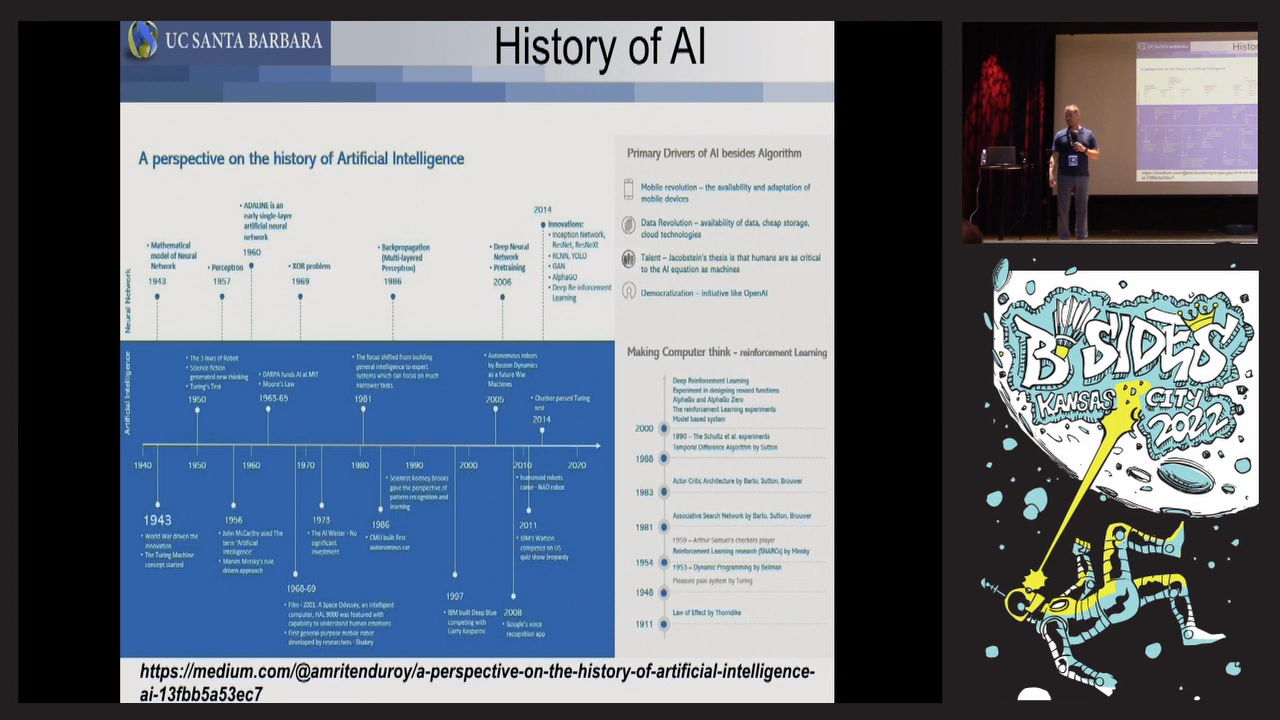 UC SANTA BARBARA
History of AI
A perspective on the history of Artificial Intelligence
Neural Network
• Mathematical
model of Neural
Network
1943
• Perceptron
1957
• ADALINE is an
early single-layer
artificial neural
network
1960
• XOR problem
1969
• Backpropagation
(Multi-layered
Perceptron)
1986
• Deep Neural
Network
• Pretraining
2006
2014
Innovations:
• Inception Network,
ResNet, ResNeXt
• RCNN, YOLO
• GAN
• AlphaGO
• Deep Re-inforcement
Learning
Artificial Intelligence
• The 3 laws of Robot
• Science fiction
generated new thinking
• Turing's Test
1950
• DARPA funds AI at MIT
• Moore's Law
1963-65
• The focus shifted from building
general intelligence to expert
systems which can focus on much
narrower tasks.
1981
• Autonomous robots
by Boston Dynamics
as a future War
Machines
2005
• Chatbot passed Turing
test
2014
1940
1950
1960
1970
1980
1990
2000
2010
2020
1943
• World War driven the
innovation
• The Turing Machine
concept started
1956
• John McCarthy used The
term 'Artificial
Intelligence'
• Marvin Minsky's rule
driven approach
1968-69
• Film - 2001: A Space Odyssey, an intelligent
computer, HAL 9000 was featured with
capability to understand human emotions
• First general-purpose mobile robot
developed by researchers - Shakey
1973
• The AI Winter - No
significant
investment
• Scientist Rodney Brooks
gave the perspective of
pattern recognition and
learning
1986
• CMU built first
autonomous car
1997
• IBM built Deep Blue
competing with
Garry Kasparov
2008
• Google's voice
recognition app
• humanoid robots
came - NAO robot
2011
• IBM's Watson
competed on US
quiz show Jeopardy
Primary Drivers of AI besides Algorithm
Mobile revolution – the availability and adaptation of
mobile devices
Data Revolution – availability of data, cheap storage,
cloud technologies
Talent – Jacobstein's thesis is that humans are as critical
to the AI equation as machines
Democratization – initiative like OpenAI
Making Computer think - reinforcement Learning
Deep Reinforcement Learning
Experiment in designing reward functions
AlphaGo and AlphaGo Zero
The reinforcement Learning experiments
Model based system
2000
1990 – The Schultz et al. experiments
Temporal Difference Algorithm by Sutton
1988
Actor-Critic Architecture by Barto, Sutton, Brouwer
1983
Associative Search Network by Barto, Sutton, Brouwer
1981
1959 – Arthur Samuel's checkers player
Reinforcement Learning research (SNARCs) by Minsky
1954
1953 – Dynamic Programming by Bellman
Pleasure pain system by Turing
1948
Law of Effect by Thorndike
1911
https://medium.com/@amritenduroy/a-perspective-on-the-history-of-artificial-intelligence-
ai-13fbb5a53ec7
UC SANTA BARBARA
BSIDES
KANSAS CITY
2022